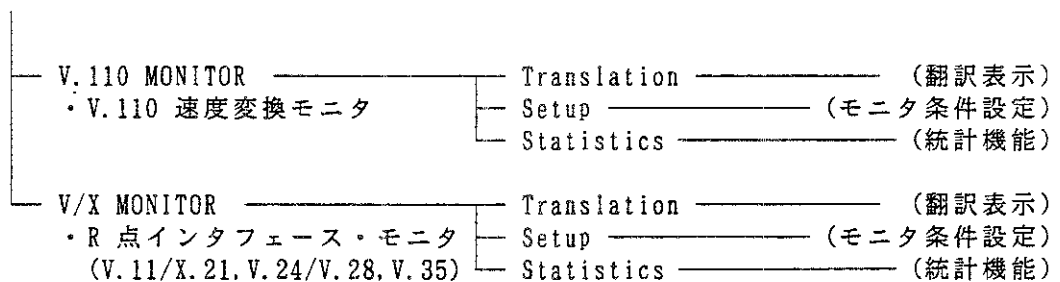 V.110 MONITOR Translation (翻訳表示)
・V.110 速度変換モニタ Setup (モニタ条件設定)
Statistics (統計機能)
V/X MONITOR Translation (翻訳表示)
・R 点インタフェース・モニタ Setup (モニタ条件設定)
(V.11/X.21,V.24/V.28,V.35) Statistics (統計機能)